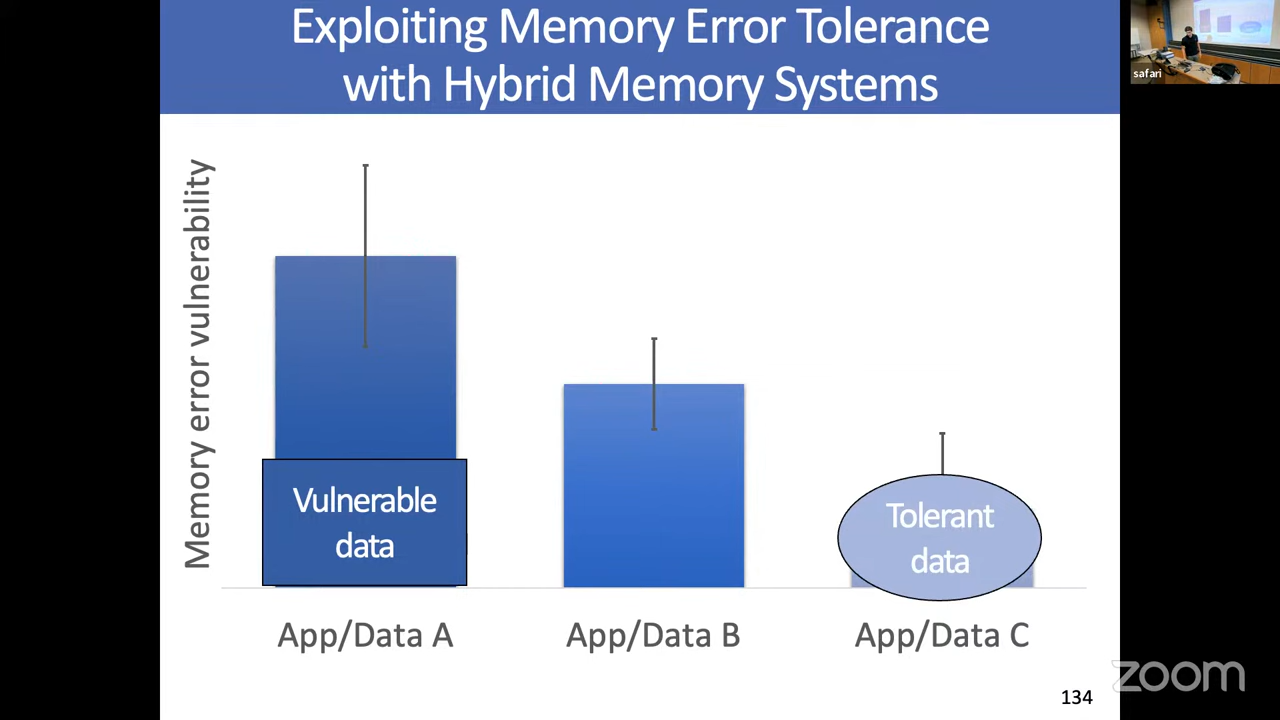 Exploiting Memory Error Tolerance
with Hybrid Memory Systems
safari
Memory error vulnerability
Vulnerable
data
Tolerant
data
App/Data A
App/Data B
App/Data C
134
zoom